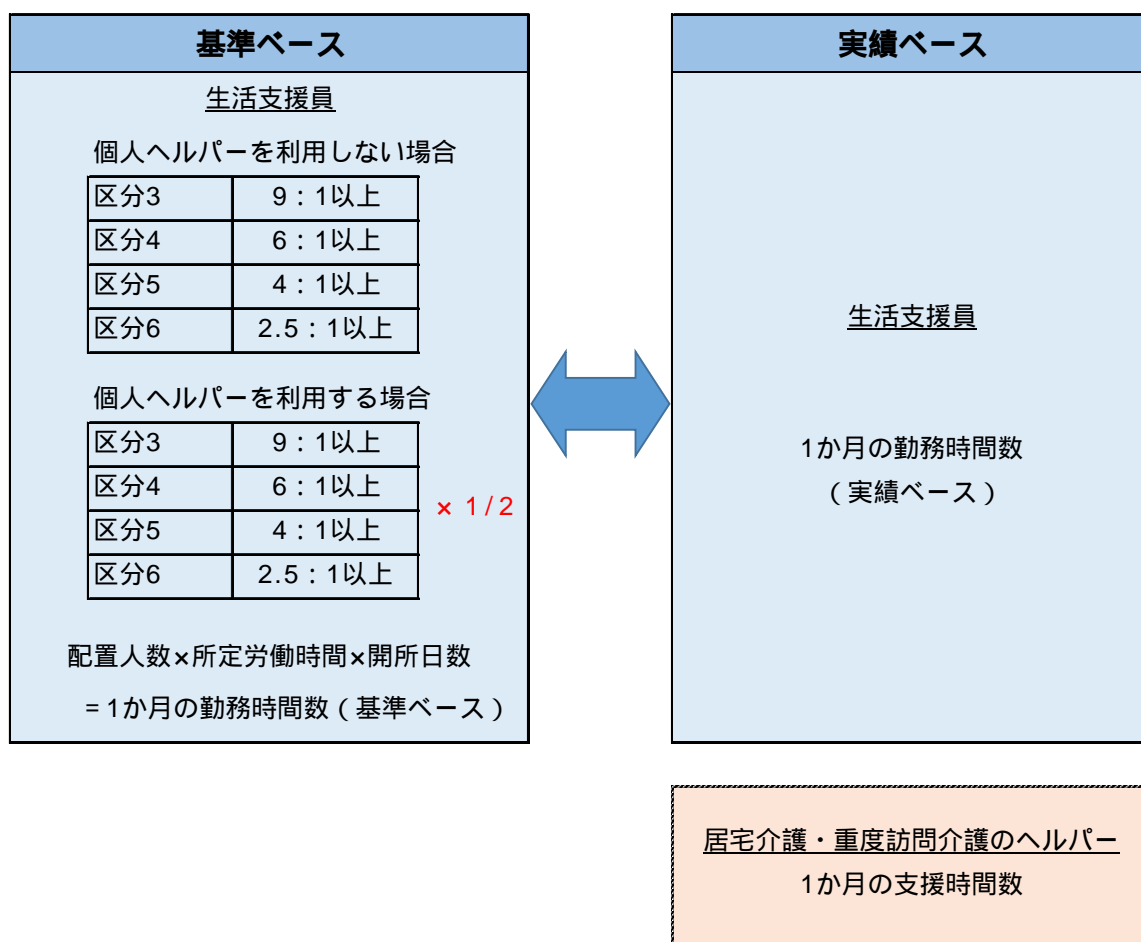 基準ベース
生活支援員
個人ヘルパーを利用しない場合
区分3 9：1以上
区分4 6：1以上
区分5 4：1以上
区分6 2.5：1以上
個人ヘルパーを利用する場合
区分3 9：1以上
区分4 6：1以上
区分5 4：1以上
区分6 2.5：1以上
× 1/2
配置人数×所定労働時間×開所日数
=1か月の勤務時間数（基準ベース）
実績ベース
生活支援員
1か月の勤務時間数
（実績ベース）
居宅介護・重度訪問介護のヘルパー
1か月の支援時間数